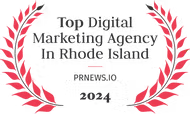 Top Digital
Marketing Agency
In Rhode Island
PRNEWS.IO
2024